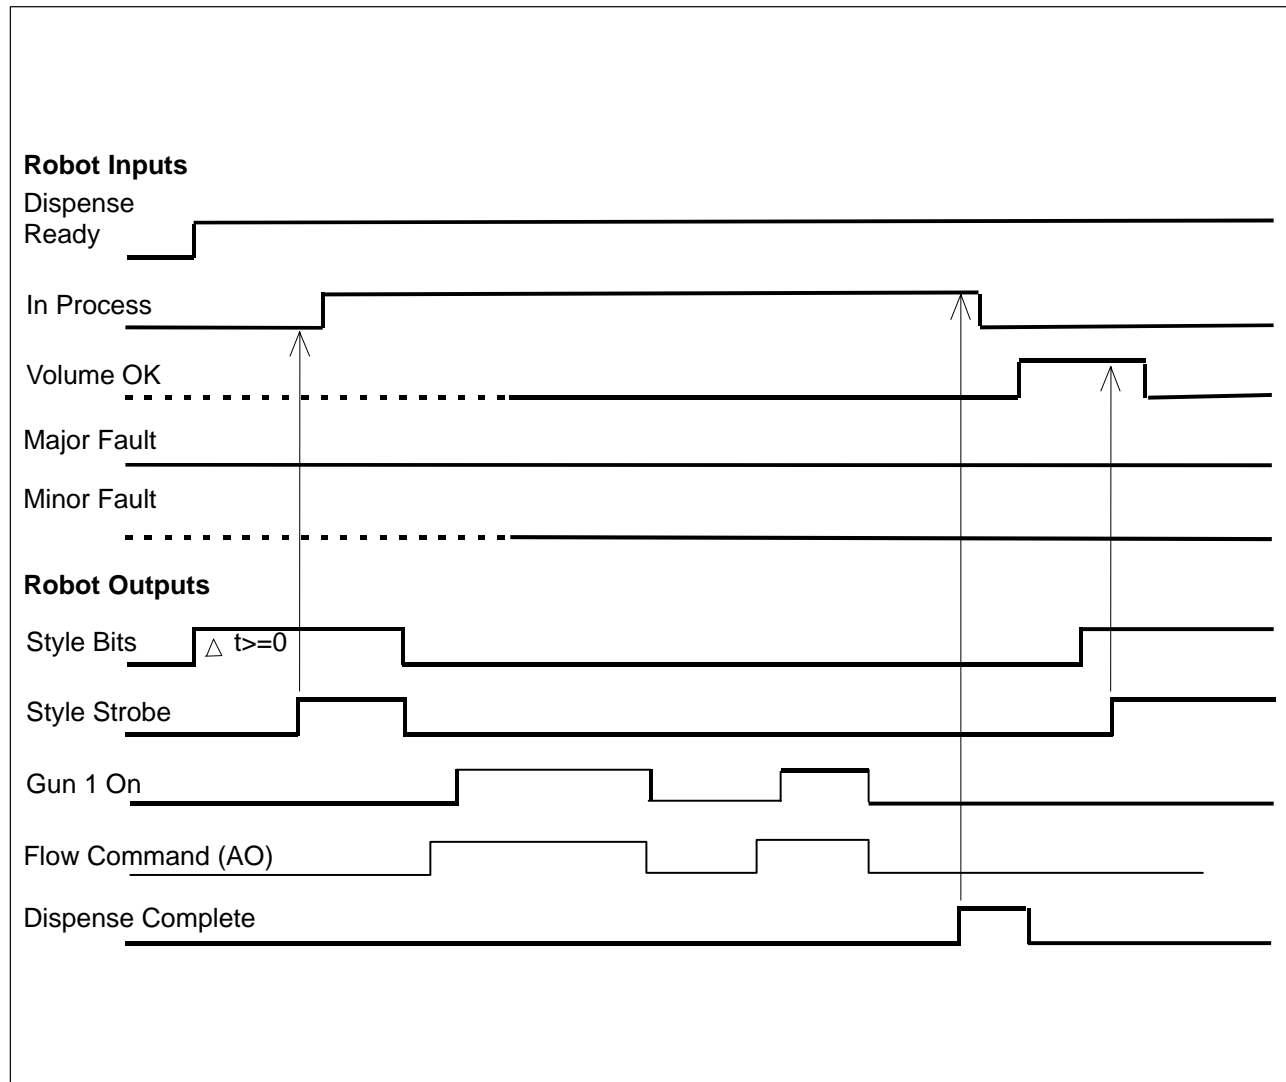 Robot Inputs
Dispense
Ready
In Process
Volume OK
Major Fault
Minor Fault
Robot Outputs
Style Bits
△ t>=0
Style Strobe
Gun 1 On
Flow Command (AO)
Dispense Complete